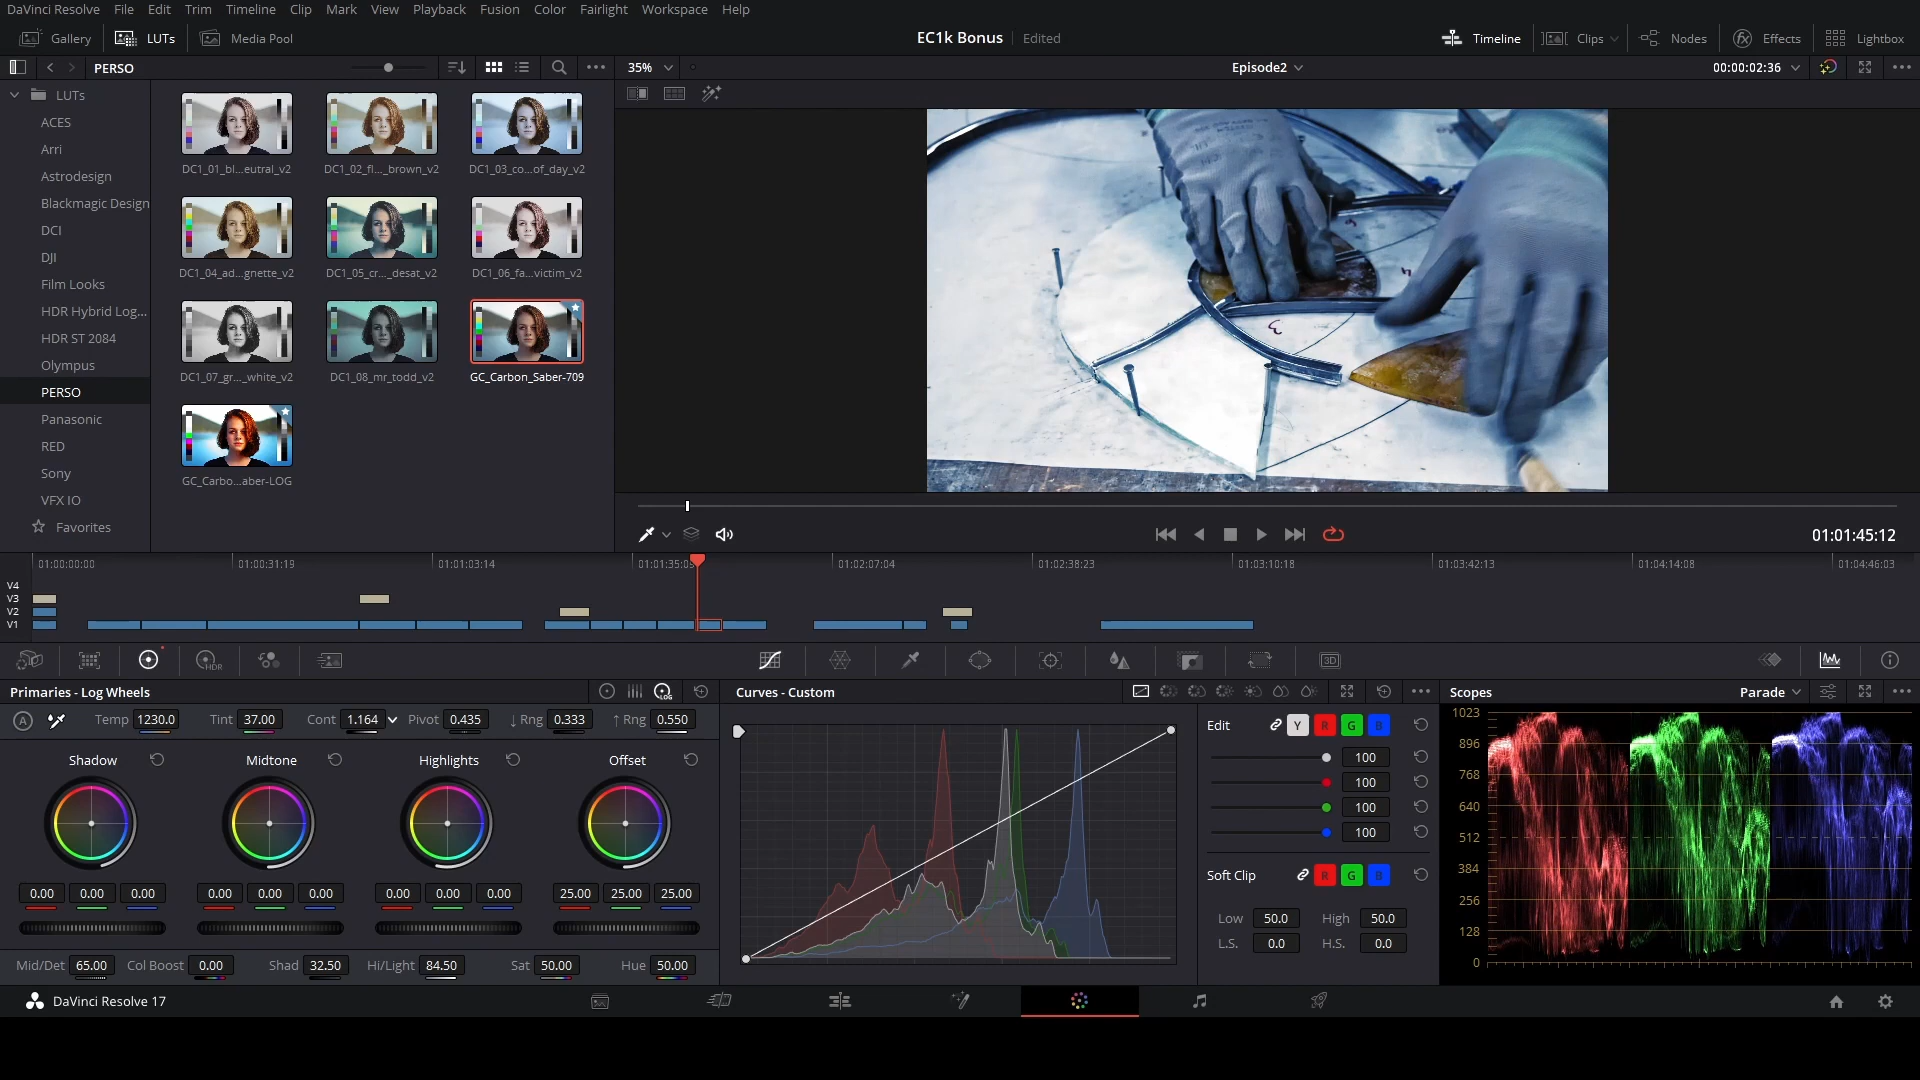 DaVinci Resolve File Edit Trim Timeline Clip Mark View Playback Fusion Color Fairlight Workspace Help
Gallery LUTs Media Pool EC1k Bonus Edited Timeline Clips Nodes Effects Lightbox
PERSO 35% Episode2 00:00:02:36
LUTs
ACES
Arri
Astrodesign
Blackmagic Design
DCI
DJI
Film Looks
HDR Hybrid Log...
HDR ST 2084
Olympus
PERSO
Panasonic
RED
Sony
VFX IO
Favorites
DC1_01_bl...eutral_v2 DC1_02_fl..._brown_v2 DC1_03_co...of_day_v2
DC1_04_ad...gnette_v2 DC1_05_cr..._desat_v2 DC1_06_fa...victim_v2
DC1_07_gr..._white_v2 DC1_08_mr_todd_v2 GC_Carbon_Saber-709
GC_Carbo...aber-LOG
01:01:45:12
01:00:00:00 01:00:31:19 01:01:03:14 01:01:35:09 01:02:07:04 01:02:38:23 01:03:10:18 01:03:42:13 01:04:14:08 01:04:46:03
V4
V3
V2
V1
HDR 3D
Primaries - Log Wheels LOG Curves - Custom Scopes Parade
A Temp 1230.0 Tint 37.00 Cont 1.164 Pivot 0.435 ↓ Rng 0.333 ↑ Rng 0.550
Shadow Midtone Highlights Offset
0.00 0.00 0.00 0.00 0.00 0.00 0.00 0.00 0.00 25.00 25.00 25.00
Mid/Det 65.00 Col Boost 0.00 Shad 32.50 Hi/Light 84.50 Sat 50.00 Hue 50.00
Edit Y R G B
100
100
100
100
Soft Clip R G B
Low 50.0 High 50.0
L.S. 0.0 H.S. 0.0
1023
896
768
640
512
384
256
128
0
DaVinci Resolve 17